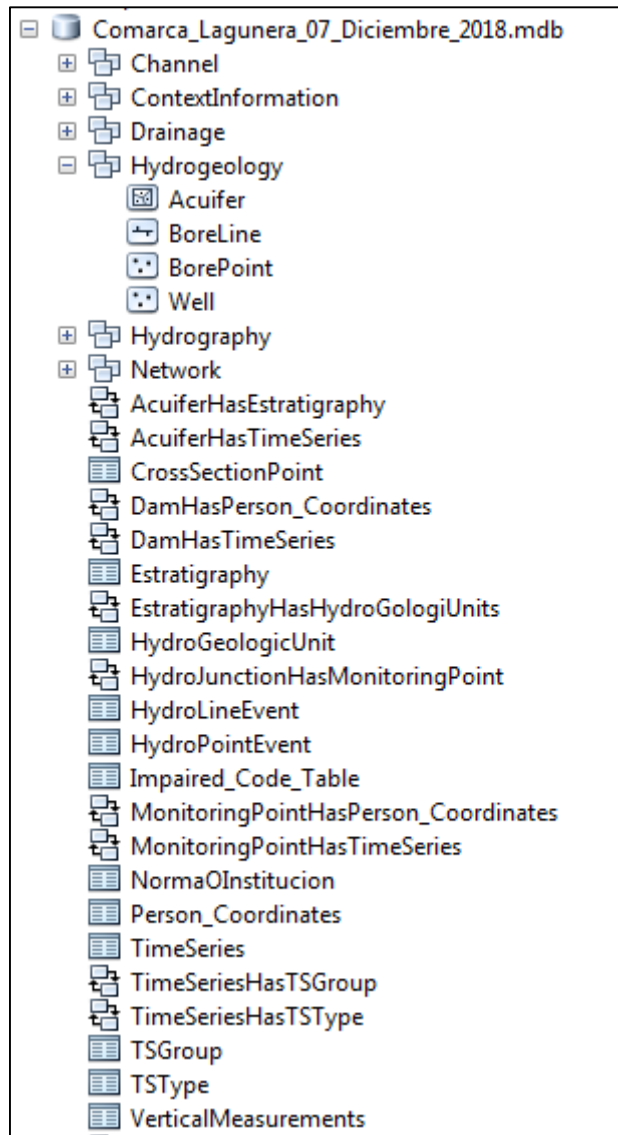 Comarca_Lagunera_07_Diciembre_2018.mdb
Channel
ContextInformation
Drainage
Hydrogeology
Acuifer
BoreLine
BorePoint
Well
Hydrography
Network
AcuiferHasEstratigraphy
AcuiferHasTimeSeries
CrossSectionPoint
DamHasPerson_Coordinates
DamHasTimeSeries
Estratigraphy
EstratigraphyHasHydroGologiUnits
HydroGeologicUnit
HydroJunctionHasMonitoringPoint
HydroLineEvent
HydroPointEvent
Impaired_Code_Table
MonitoringPointHasPerson_Coordinates
MonitoringPointHasTimeSeries
NormaOInstitucion
Person_Coordinates
TimeSeries
TimeSeriesHasTSGroup
TimeSeriesHasTSType
TSGroup
TSType
VerticalMeasurements